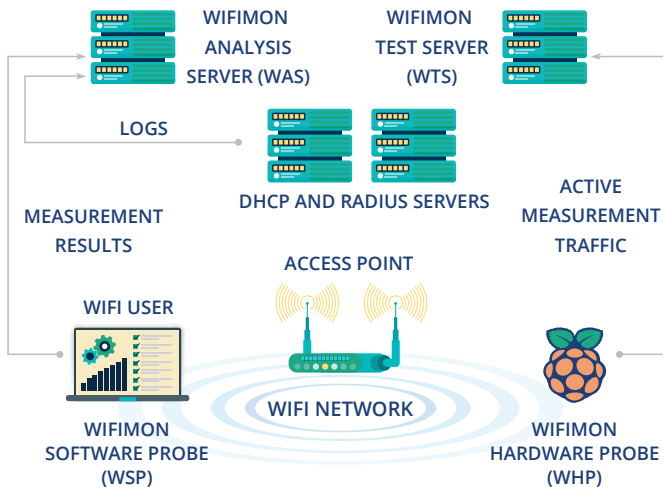 WIFIMON
ANALYSIS
SERVER (WAS)
WIFIMON
TEST SERVER
(WTS)
LOGS
DHCP AND RADIUS SERVERS
MEASUREMENT
RESULTS
ACTIVE
MEASUREMENT
TRAFFIC
ACCESS POINT
WIFI USER
WIFI NETWORK
WIFIMON
SOFTWARE PROBE
(WSP)
WIFIMON
HARDWARE PROBE
(WHP)